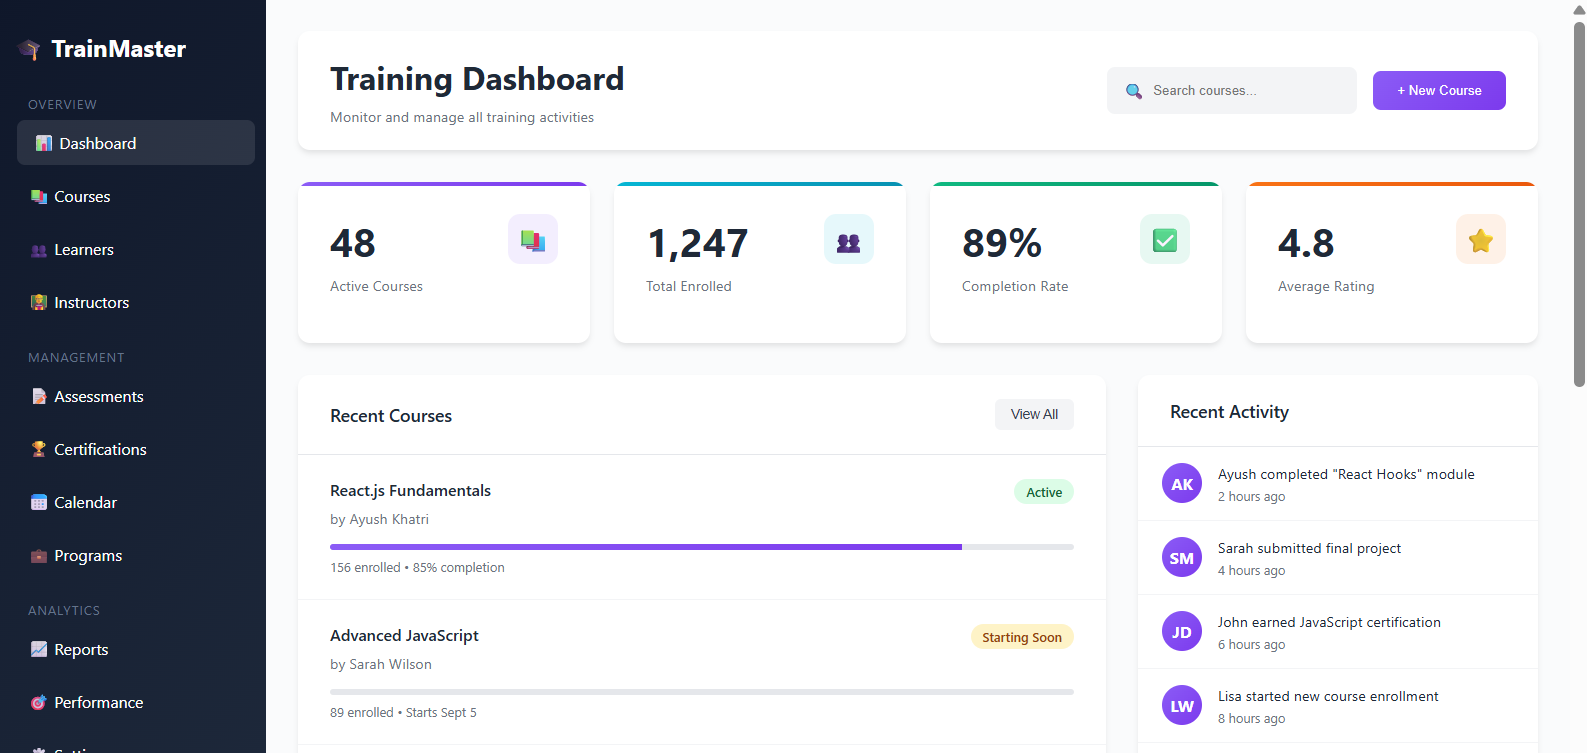 TrainMaster
OVERVIEW
Dashboard
Courses
Learners
Instructors
MANAGEMENT
Assessments
Certifications
Calendar
Programs
ANALYTICS
Reports
Performance
Training Dashboard
Monitor and manage all training activities
Search courses...
+ New Course
48
Active Courses
1,247
Total Enrolled
89%
Completion Rate
4.8
Average Rating
Recent Courses
View All
React.js Fundamentals
Active
by Ayush Khatri
156 enrolled • 85% completion
Advanced JavaScript
Starting Soon
by Sarah Wilson
89 enrolled • Starts Sept 5
Recent Activity
AK
Ayush completed "React Hooks" module
2 hours ago
SM
Sarah submitted final project
4 hours ago
JD
John earned JavaScript certification
6 hours ago
LW
Lisa started new course enrollment
8 hours ago